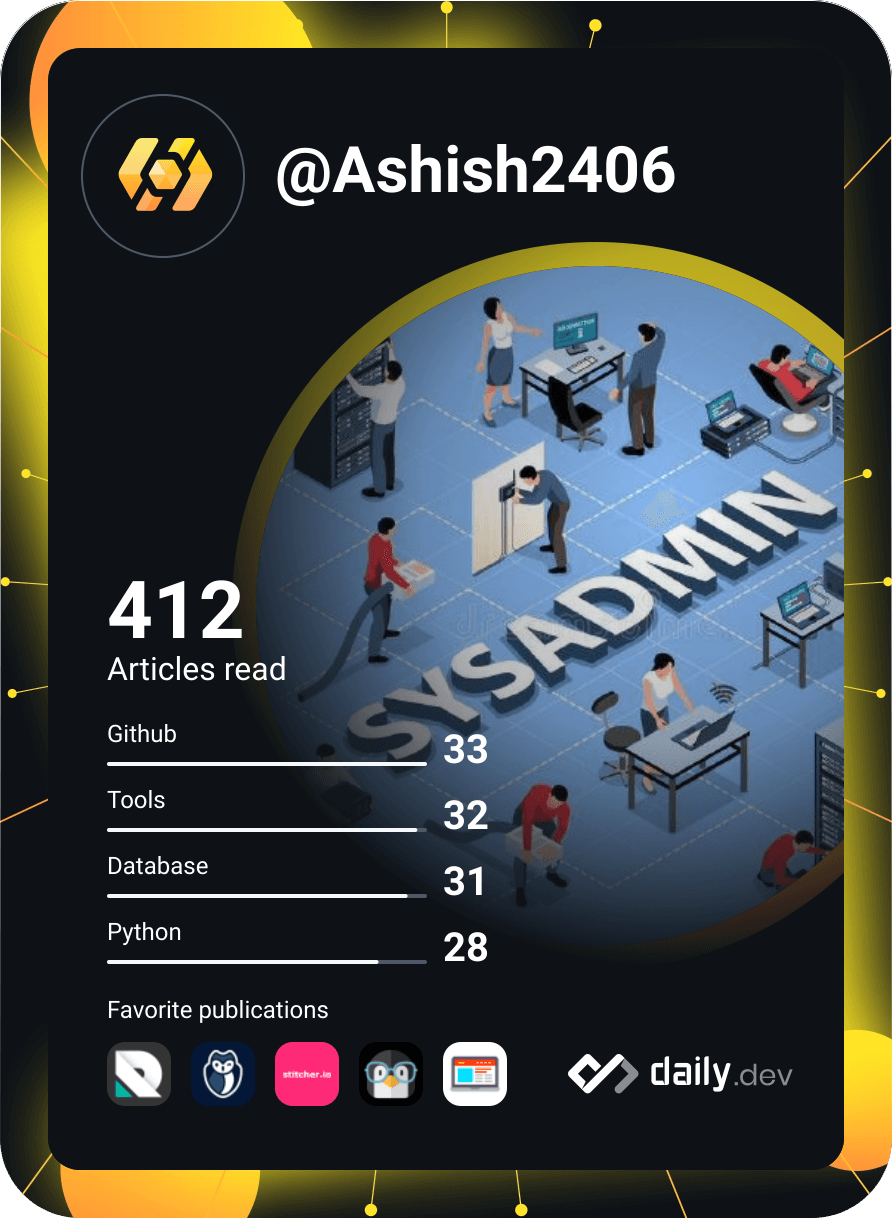 @Ashish2406
SYSADMIN
412
Articles read
Github
33
Tools
32
Database
31
Python
28
Favorite publications
stitcher.io
daily.dev